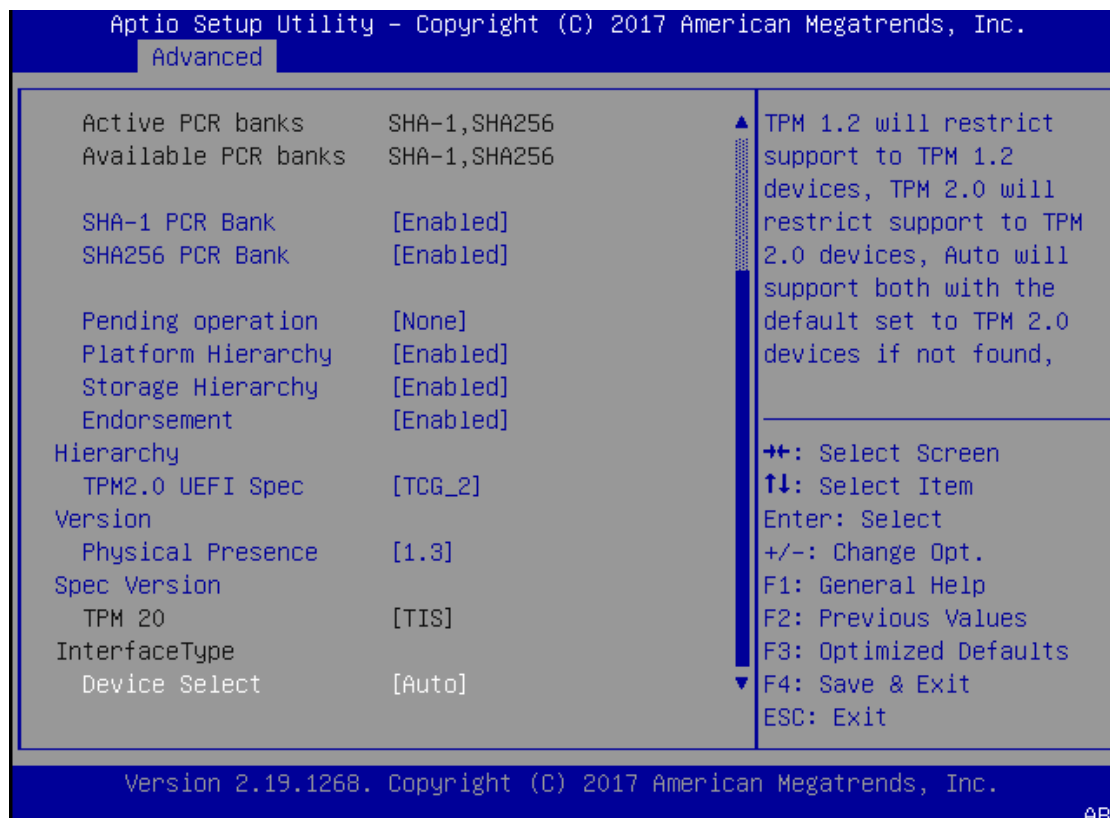 Aptio Setup Utility – Copyright (C) 2017 American Megatrends, Inc.
Advanced
Active PCR banks SHA-1,SHA256
Available PCR banks SHA-1,SHA256
SHA-1 PCR Bank [Enabled]
SHA256 PCR Bank [Enabled]
Pending operation [None]
Platform Hierarchy [Enabled]
Storage Hierarchy [Enabled]
Endorsement [Enabled]
Hierarchy
TPM2.0 UEFI Spec [TCG_2]
Version
Physical Presence [1.3]
Spec Version
TPM 20 [TIS]
InterfaceType
Device Select [Auto]
TPM 1.2 will restrict
support to TPM 1.2
devices, TPM 2.0 will
restrict support to TPM
2.0 devices, Auto will
support both with the
default set to TPM 2.0
devices if not found,
→←: Select Screen
↑↓: Select Item
Enter: Select
+/-: Change Opt.
F1: General Help
F2: Previous Values
F3: Optimized Defaults
F4: Save & Exit
ESC: Exit
Version 2.19.1268. Copyright (C) 2017 American Megatrends, Inc.
AB